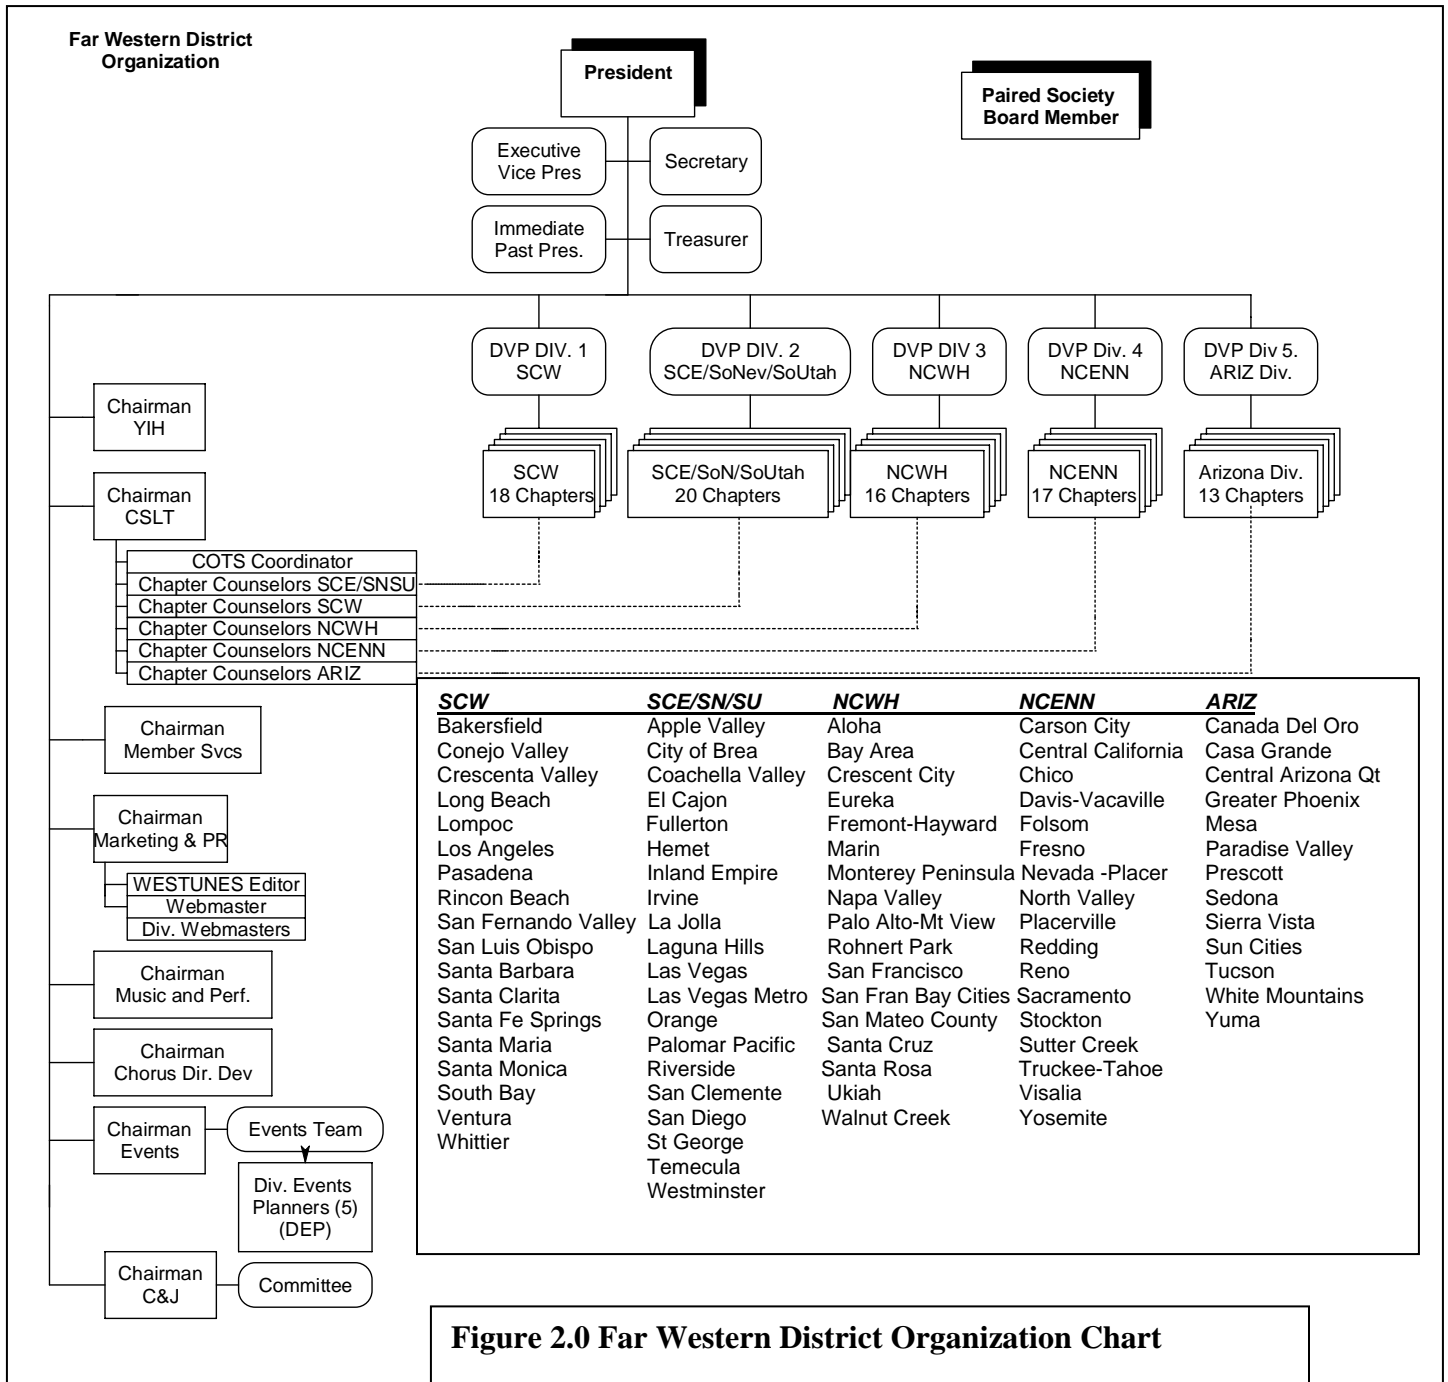 Far Western District
Organization
President
Paired Society
Board Member
Executive
Vice Pres
Secretary
Immediate
Past Pres.
Treasurer
DVP DIV. 1
SCW
DVP DIV. 2
SCE/SoNev/SoUtah
DVP DIV 3
NCWH
DVP Div. 4
NCENN
DVP Div 5.
ARIZ Div.
SCW
18 Chapters
SCE/SoN/SoUtah
20 Chapters
NCWH
16 Chapters
NCENN
17 Chapters
Arizona Div.
13 Chapters
Chairman
YIH
Chairman
CSLT
COTS Coordinator
Chapter Counselors SCE/SNSU
Chapter Counselors SCW
Chapter Counselors NCWH
Chapter Counselors NCENN
Chapter Counselors ARIZ
Chairman
Member Svcs
Chairman
Marketing & PR
WESTUNES Editor
Webmaster
Div. Webmasters
Chairman
Music and Perf.
Chairman
Chorus Dir. Dev
Chairman
Events
Events Team
Div. Events
Planners (5)
(DEP)
Chairman
C&J
Committee
SCW
Bakersfield
Conejo Valley
Crescenta Valley
Long Beach
Lompoc
Los Angeles
Pasadena
Rincon Beach
San Fernando Valley
San Luis Obispo
Santa Barbara
Santa Clarita
Santa Fe Springs
Santa Maria
Santa Monica
South Bay
Ventura
Whittier
SCE/SN/SU
Apple Valley
City of Brea
Coachella Valley
El Cajon
Fullerton
Hemet
Inland Empire
Irvine
La Jolla
Laguna Hills
Las Vegas
Las Vegas Metro
Orange
Palomar Pacific
Riverside
San Clemente
San Diego
St George
Temecula
Westminster
NCWH
Aloha
Bay Area
Crescent City
Eureka
Fremont-Hayward
Marin
Monterey Peninsula
Napa Valley
Palo Alto-Mt View
Rohnert Park
San Francisco
San Fran Bay Cities
San Mateo County
Santa Cruz
Santa Rosa
Ukiah
Walnut Creek
NCENN
Carson City
Central California
Chico
Davis-Vacaville
Folsom
Fresno
Nevada -Placer
North Valley
Placerville
Redding
Reno
Sacramento
Stockton
Sutter Creek
Truckee-Tahoe
Visalia
Yosemite
ARIZ
Canada Del Oro
Casa Grande
Central Arizona Qt
Greater Phoenix
Mesa
Paradise Valley
Prescott
Sedona
Sierra Vista
Sun Cities
Tucson
White Mountains
Yuma
Figure 2.0 Far Western District Organization Chart